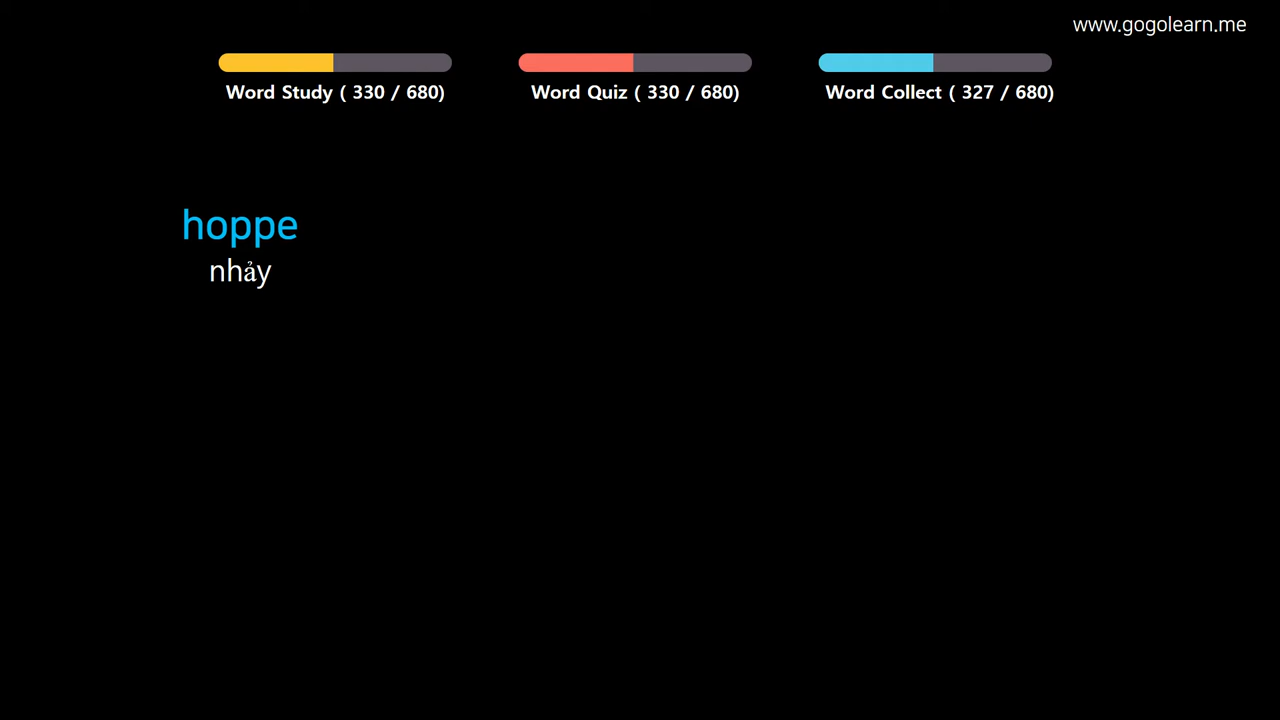 www.gogolearn.me
Word Study ( 330 / 680)
Word Quiz ( 330 / 680)
Word Collect ( 327 / 680)
hoppe
nhảy